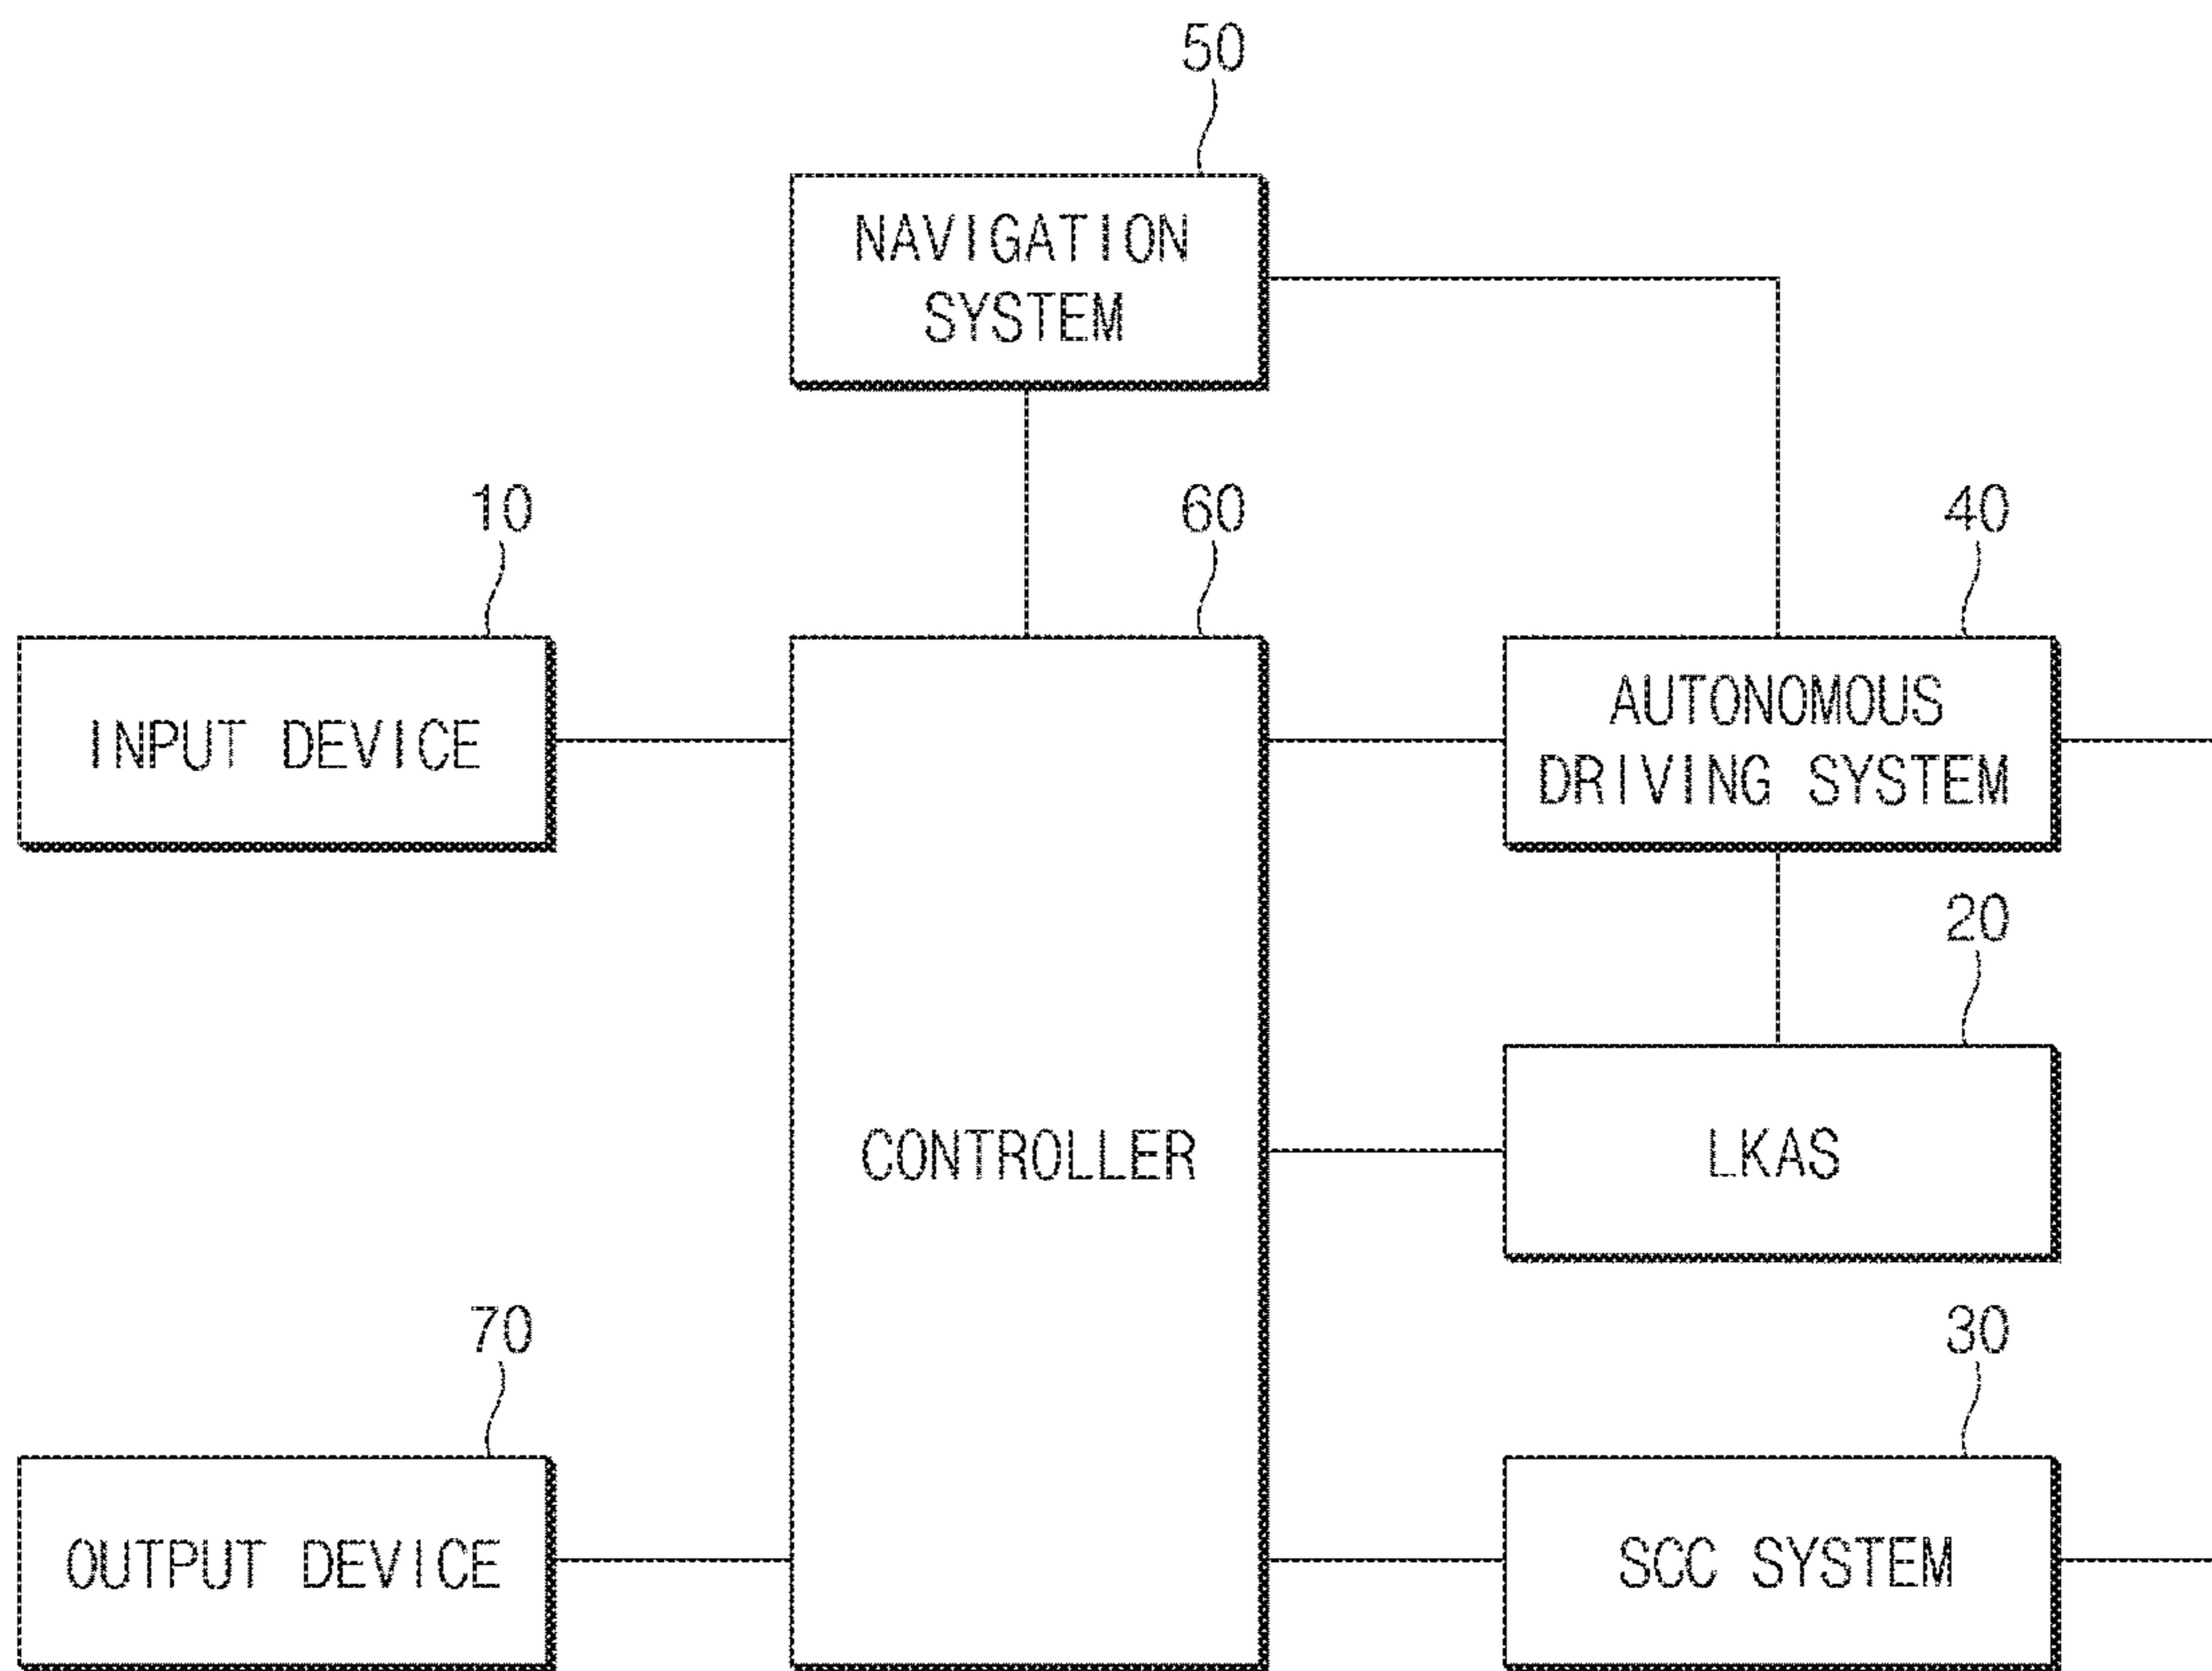 50
NAVIGATION
SYSTEM
10
60
40
INPUT DEVICE
AUTONOMOUS
DRIVING SYSTEM
20
CONTROLLER
LKAS
70
30
OUTPUT DEVICE
SCC SYSTEM